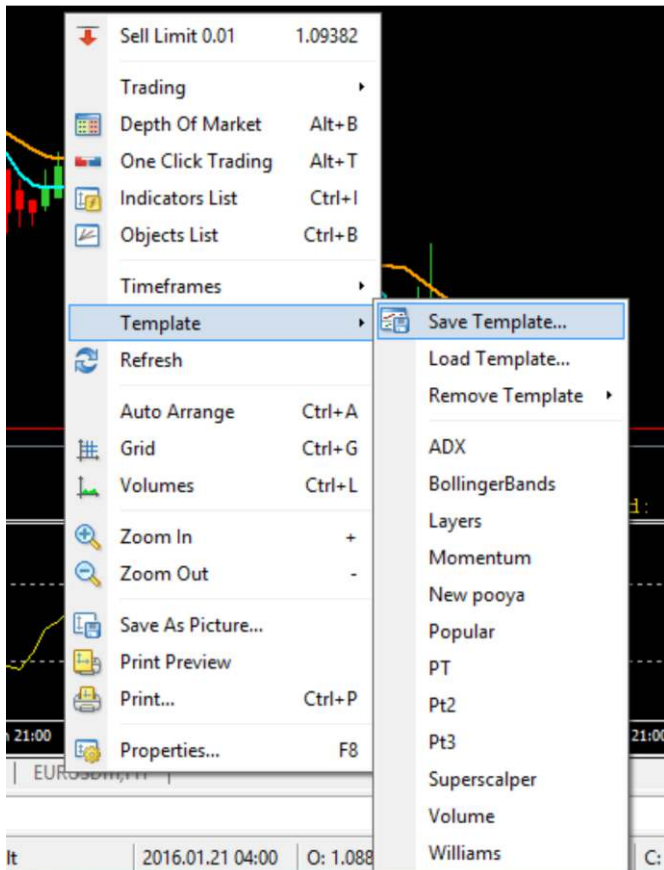 Sell Limit 0.01 1.09382
Trading
Depth Of Market Alt+B
One Click Trading Alt+T
Indicators List Ctrl+I
Objects List Ctrl+B
Timeframes
Template
Refresh
Auto Arrange Ctrl+A
Grid Ctrl+G
Volumes Ctrl+L
Zoom In +
Zoom Out -
Save As Picture...
Print Preview
Print... Ctrl+P
Properties... F8
Save Template...
Load Template...
Remove Template
ADX
BollingerBands
Layers
Momentum
New pooya
Popular
PT
Pt2
Pt3
Superscalper
Volume
Williams
21:00
21:00
lt 2016.01.21 04:00 O: 1.088 C: